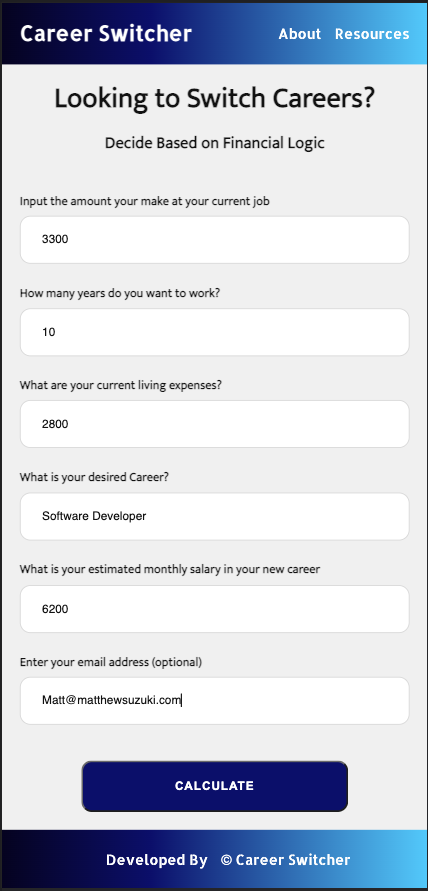 Career Switcher About Resources
Looking to Switch Careers?
Decide Based on Financial Logic
Input the amount your make at your current job
3300
How many years do you want to work?
10
What are your current living expenses?
2800
What is your desired Career?
Software Developer
What is your estimated monthly salary in your new career
6200
Enter your email address (optional)
Matt@matthewsuzuki.com
CALCULATE
Developed By © Career Switcher